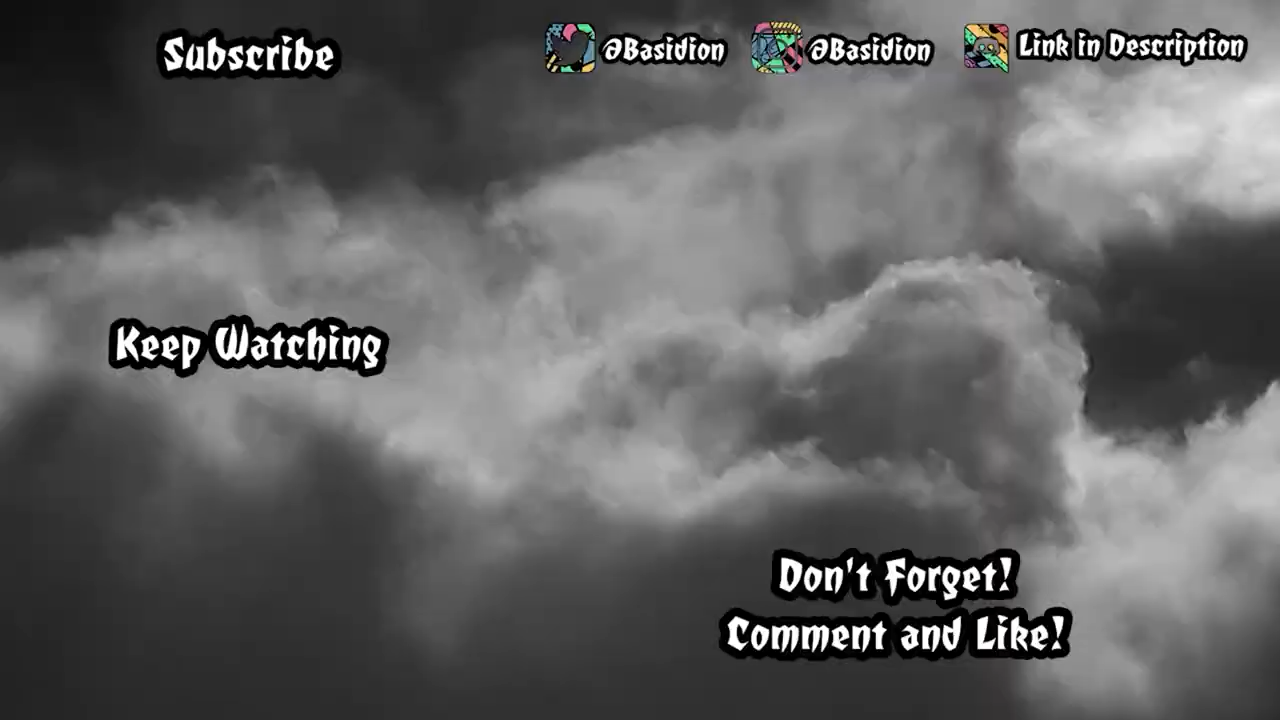 Subscribe
@Basidion
@Basidion
Link in Description
Keep Watching
Don't Forget!
Comment and Like!